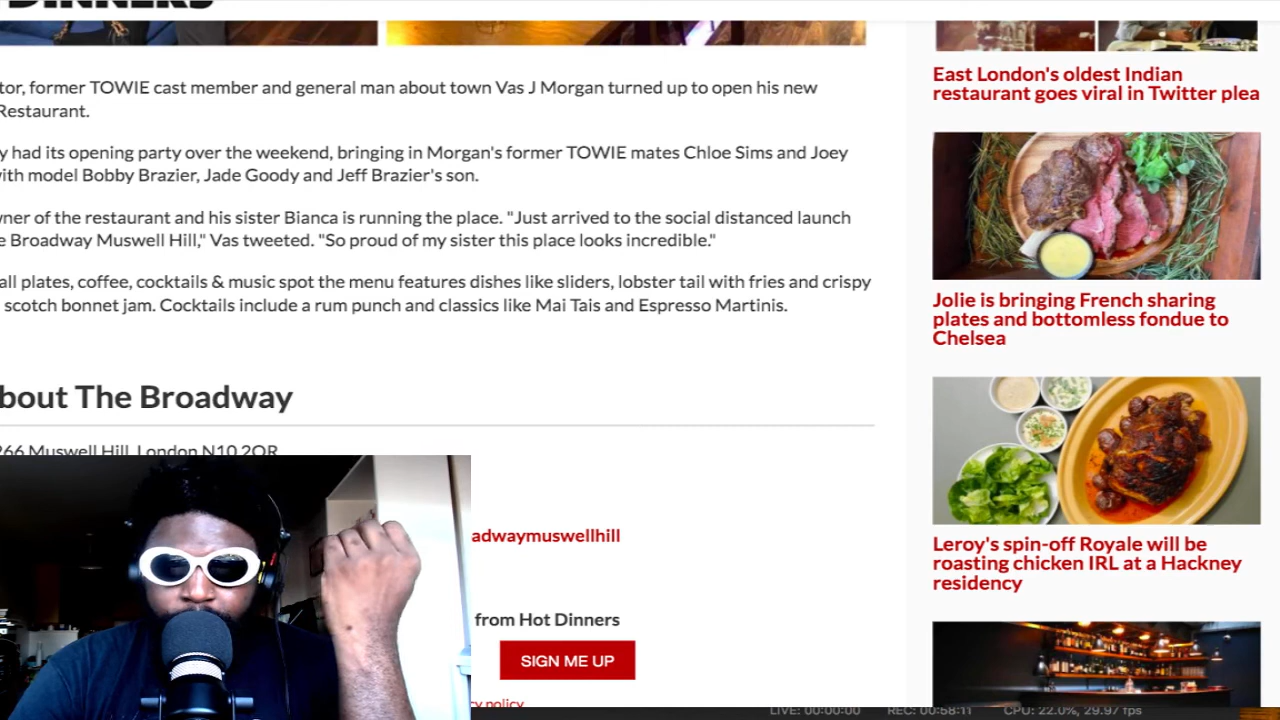 DINNERS
tor, former TOWIE cast member and general man about town Vas J Morgan turned up to open his new
Restaurant.
y had its opening party over the weekend, bringing in Morgan's former TOWIE mates Chloe Sims and Joey
with model Bobby Brazier, Jade Goody and Jeff Brazier's son.
wner of the restaurant and his sister Bianca is running the place. "Just arrived to the social distanced launch
e Broadway Muswell Hill," Vas tweeted. "So proud of my sister this place looks incredible."
all plates, coffee, cocktails & music spot the menu features dishes like sliders, lobster tail with fries and crispy
scotch bonnet jam. Cocktails include a rum punch and classics like Mai Tais and Espresso Martinis.
bout The Broadway
266 Muswell Hill, London N10 2QR
adwaymuswellhill
from Hot Dinners
SIGN ME UP
cy policy
East London's oldest Indian
restaurant goes viral in Twitter plea
Jolie is bringing French sharing
plates and bottomless fondue to
Chelsea
Leroy's spin-off Royale will be
roasting chicken IRL at a Hackney
residency
LIVE: 00:00:00 REC: 00:58:11 CPU: 22.0%, 29.97 fps